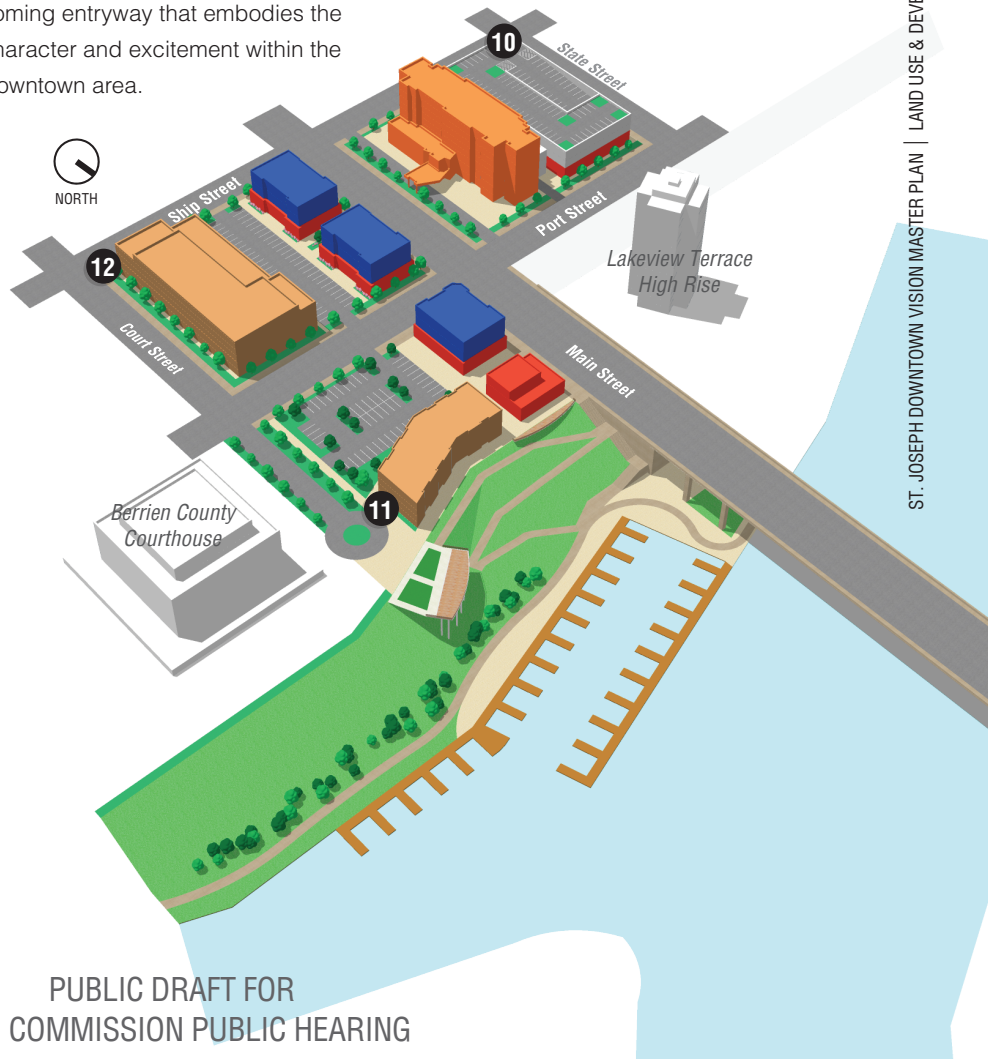 oming entryway that embodies the
haracter and excitement within the
owntown area.
10
State Street
NORTH
Ship Street
Port Street
Lakeview Terrace
High Rise
12
Court Street
Main Street
11
Berrien County
Courthouse
ST. JOSEPH DOWNTOWN VISION MASTER PLAN | LAND USE & DEVE
PUBLIC DRAFT FOR
COMMISSION PUBLIC HEARING